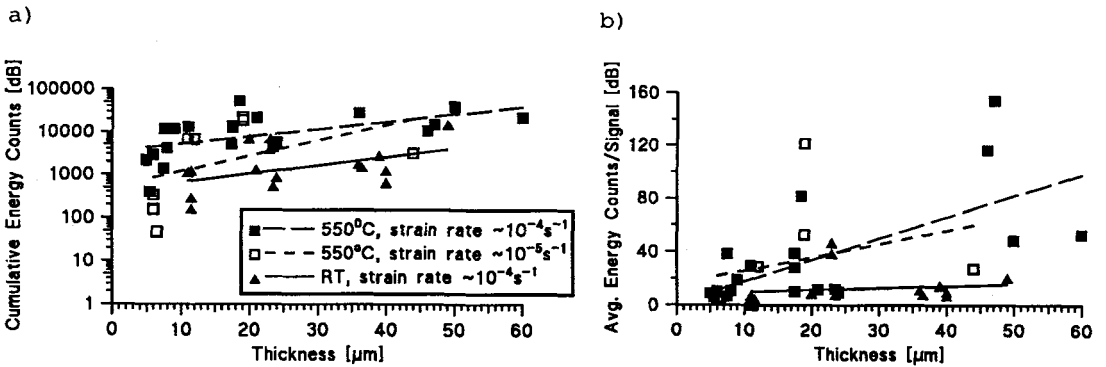 a)
Cumulative Energy Counts [dB]
100000
10000
1000
100
10
1
0
10
20
30
40
50
60
Thickness [µm]
550⁰C, strain rate ~10⁻⁴s⁻¹
550⁰C, strain rate ~10⁻⁵s⁻¹
RT, strain rate ~10⁻⁴s⁻¹
b)
Avg. Energy Counts/Signal [dB]
160
120
80
40
0
0
10
20
30
40
50
60
Thickness [µm]